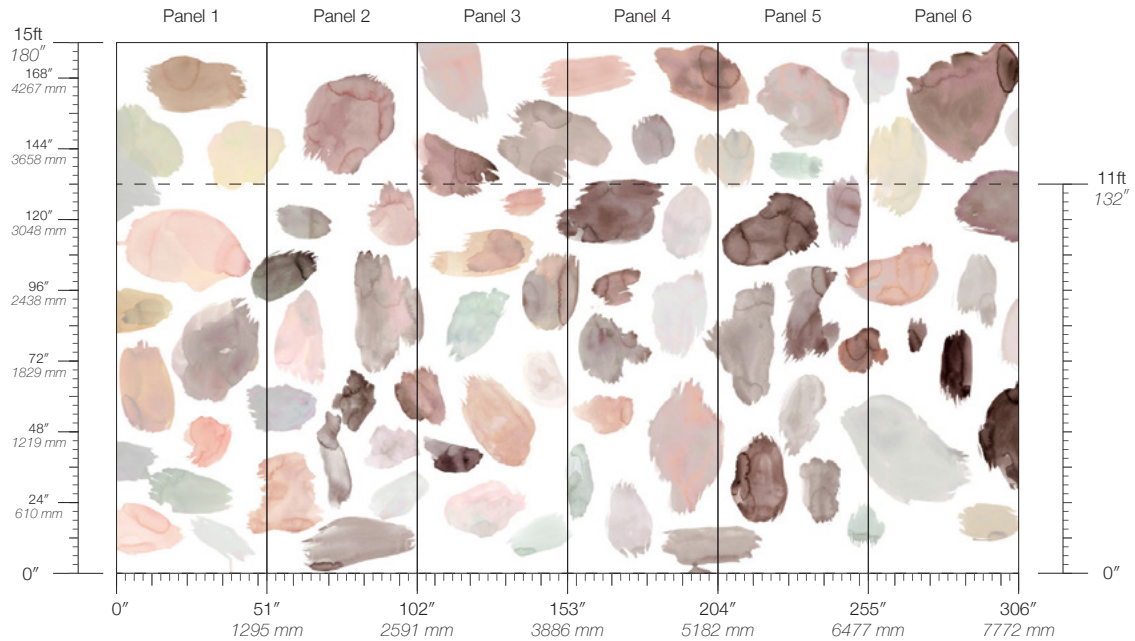 Panel 1 Panel 2 Panel 3 Panel 4 Panel 5 Panel 6
15ft
180"
168"
4267 mm
144"
3658 mm
120"
3048 mm
96"
2438 mm
72"
1829 mm
48"
1219 mm
24"
610 mm
0"
11ft
132"
0"
0" 51" 102" 153" 204" 255" 306"
1295 mm 2591 mm 3886 mm 5182 mm 6477 mm 7772 mm